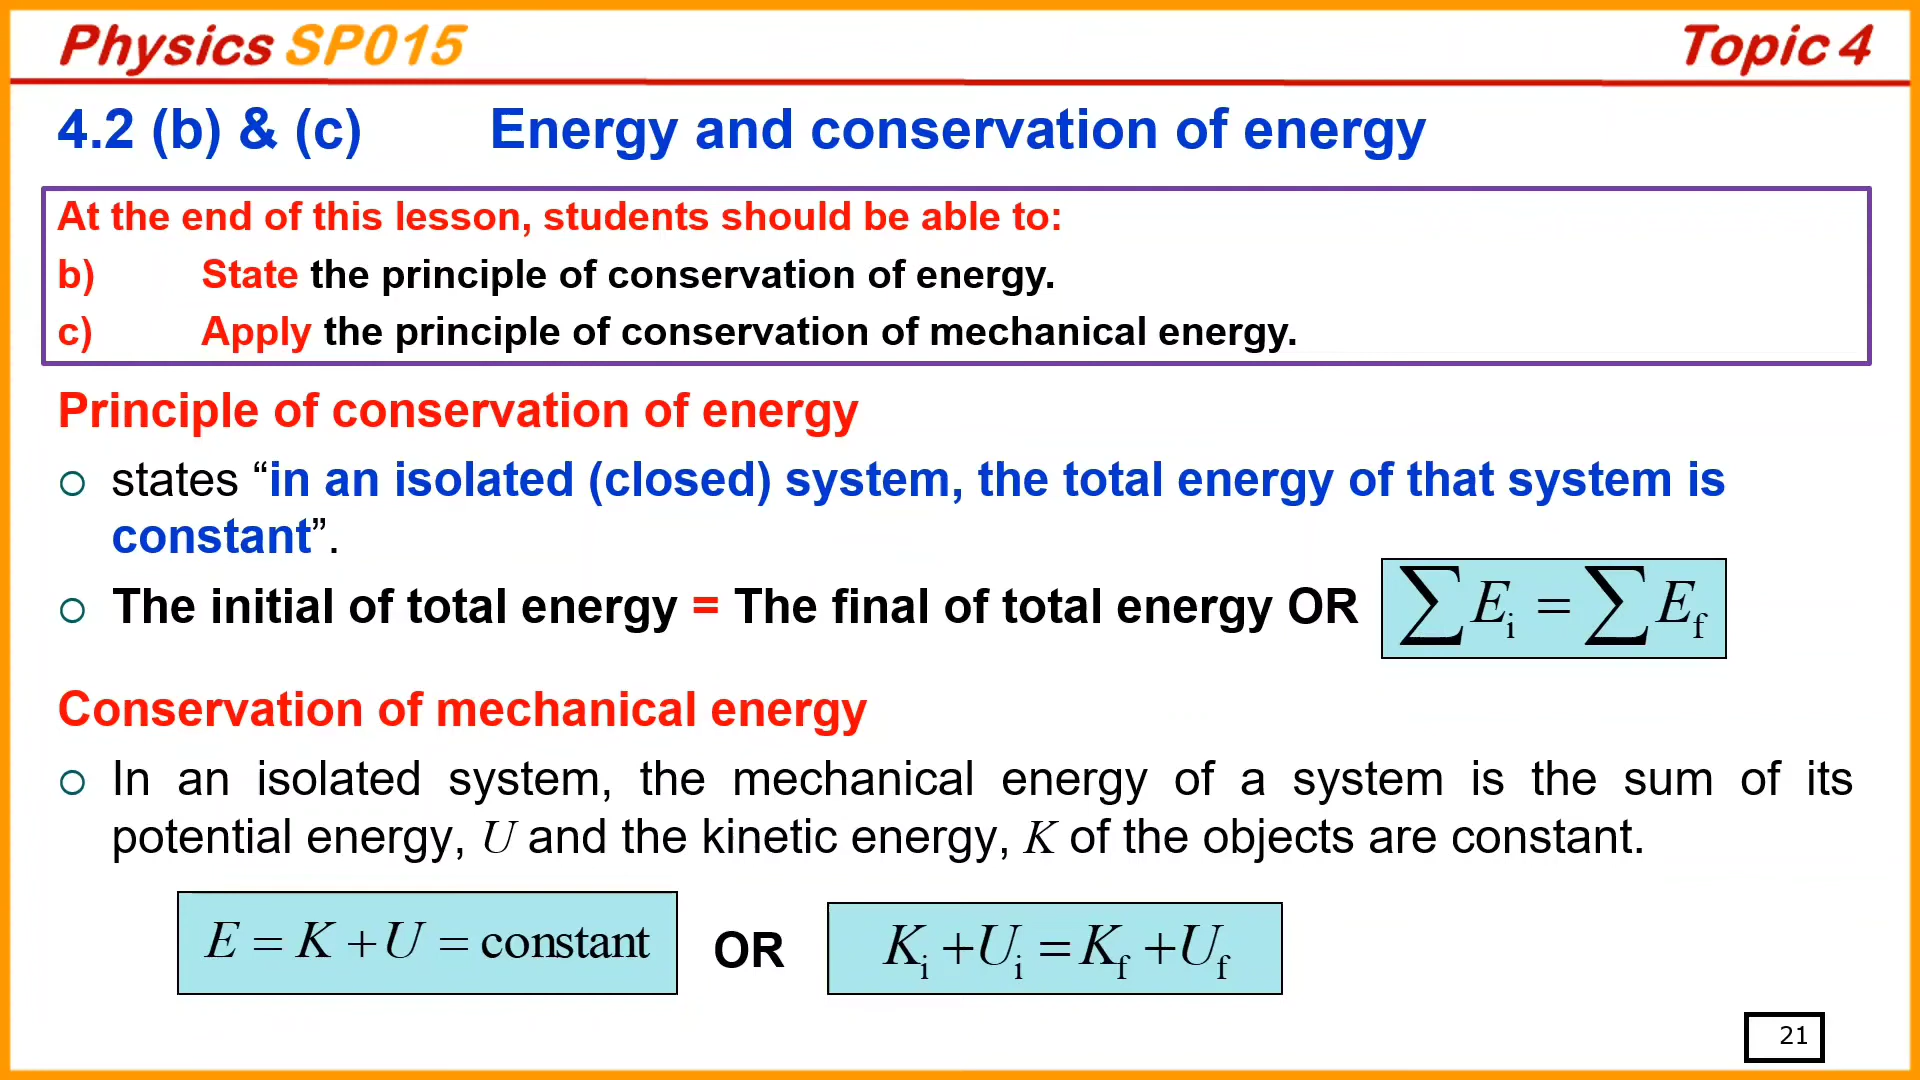 Physics SP015 Topic 4
4.2 (b) & (c) Energy and conservation of energy
At the end of this lesson, students should be able to:
b) State the principle of conservation of energy.
c) Apply the principle of conservation of mechanical energy.
Principle of conservation of energy
states “in an isolated (closed) system, the total energy of that system is
constant”.
The initial of total energy = The final of total energy OR ∑Eᵢ = ∑E_f
Conservation of mechanical energy
In an isolated system, the mechanical energy of a system is the sum of its
potential energy, U and the kinetic energy, K of the objects are constant.
E = K + U = constant OR Kᵢ + Uᵢ = K_f + U_f
21